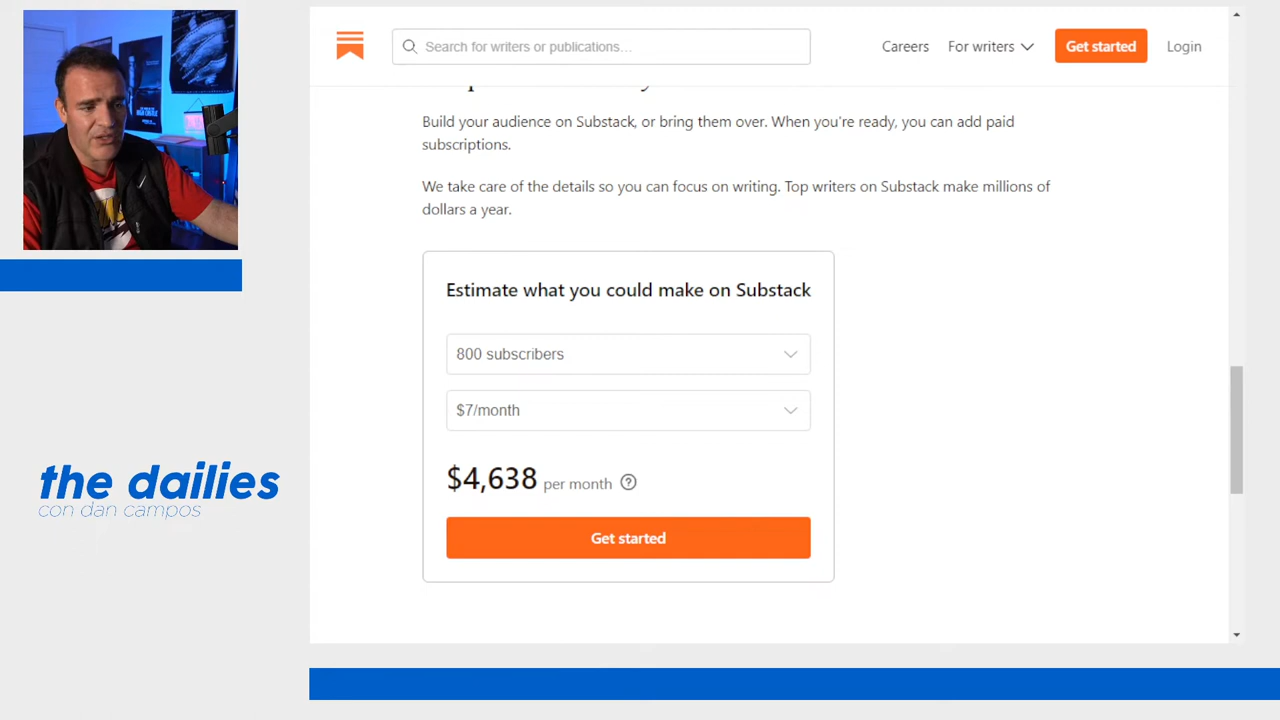 Search for writers or publications...
Careers
For writers
Get started
Login
Build your audience on Substack, or bring them over. When you're ready, you can add paid
subscriptions.
We take care of the details so you can focus on writing. Top writers on Substack make millions of
dollars a year.
Estimate what you could make on Substack
800 subscribers
$7/month
$4,638 per month
Get started
the dailies
con dan campos